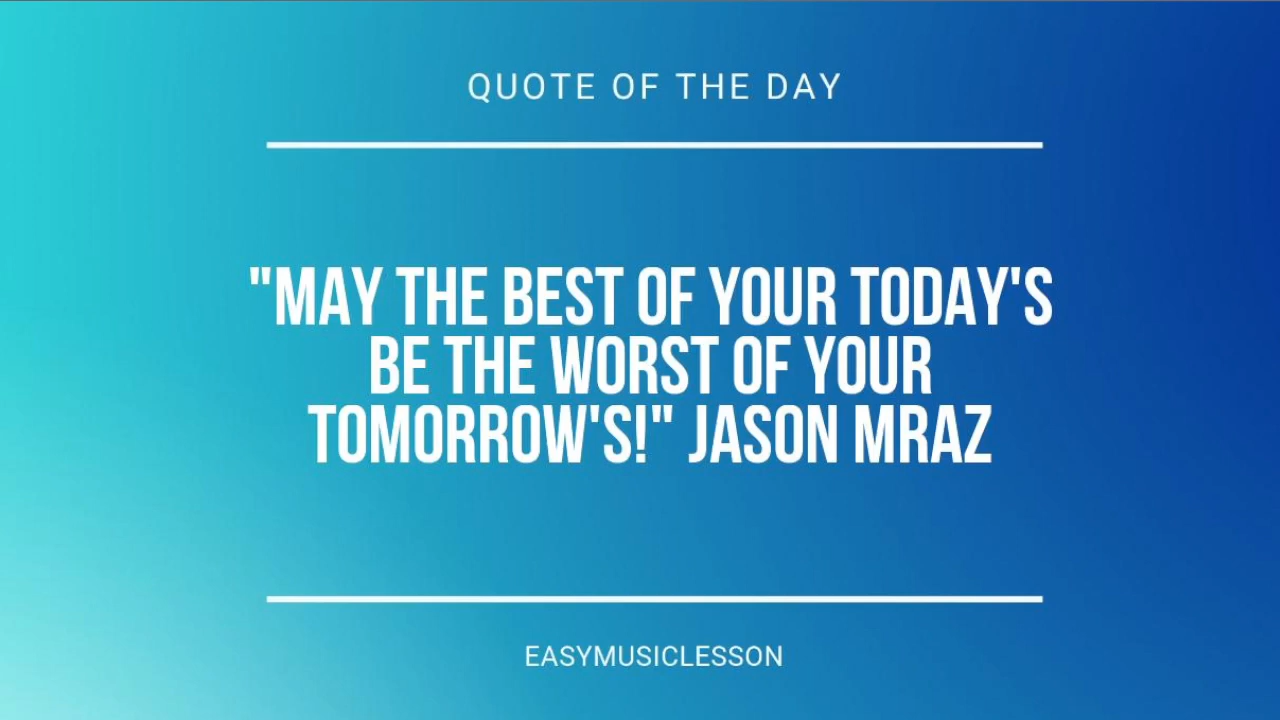 QUOTE OF THE DAY
"MAY THE BEST OF YOUR TODAY'S
BE THE WORST OF YOUR
TOMORROW'S!" JASON MRAZ
EASYMUSICLESSON